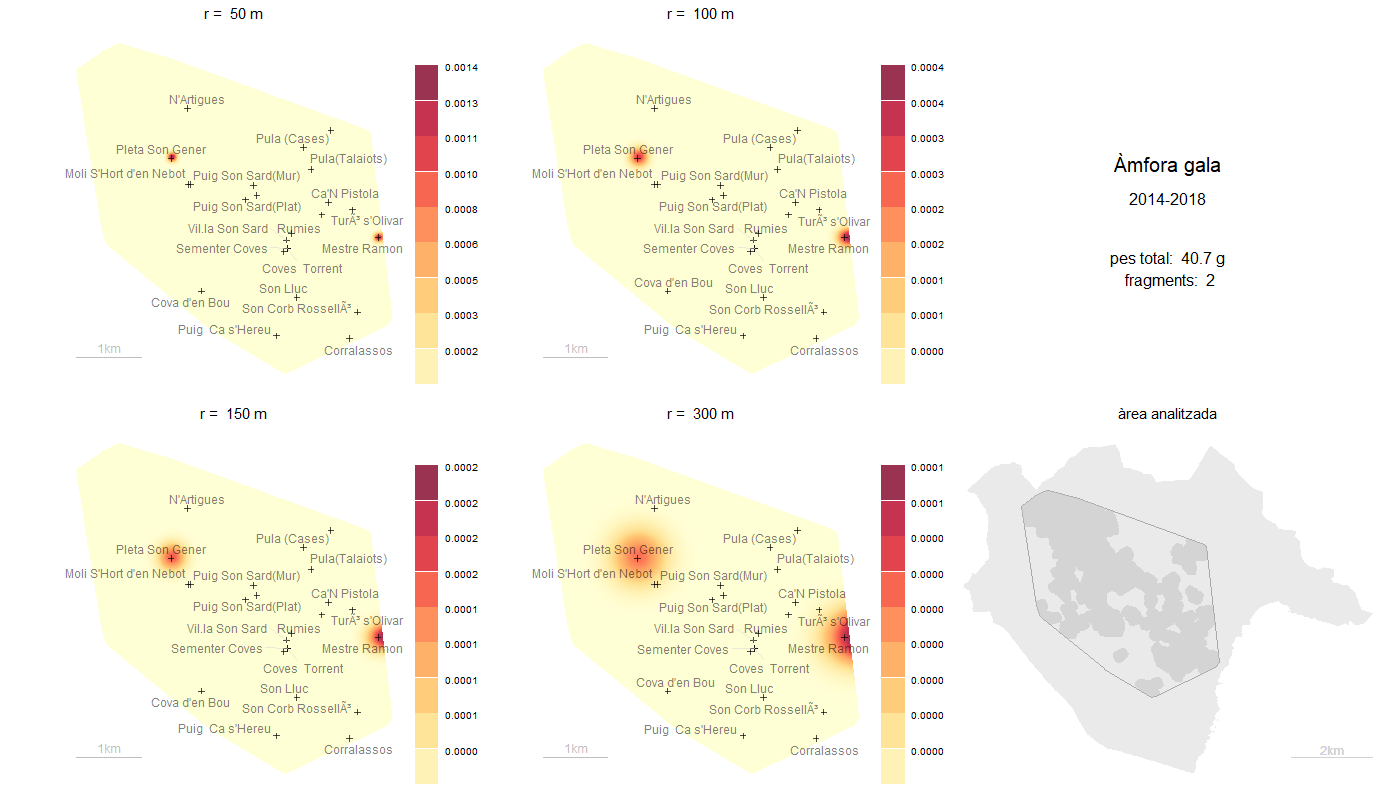 r =  50 m
N'Artigues
Pula (Cases)
Pleta Son Gener
Pula(Talaiots)
Moli S'Hort d'en Nebot
Puig Son Sard(Mur)
Ca'N Pistola
Puig Son Sard(Plat)
TurÃ³ s'Olivar
Vil.la Son Sard
Rumies
Sementer Coves
Mestre Ramon
Coves  Torrent
Son Lluc
Cova d'en Bou
Son Corb RossellÃ³
Puig  Ca s'Hereu
Corralassos
1km
0.0014
0.0013
0.0011
0.0010
0.0008
0.0006
0.0005
0.0003
0.0002
r =  100 m
N'Artigues
Pula (Cases)
Pleta Son Gener
Pula(Talaiots)
Moli S'Hort d'en Nebot
Puig Son Sard(Mur)
Ca'N Pistola
Puig Son Sard(Plat)
TurÃ³ s'Olivar
Vil.la Son Sard
Rumies
Sementer Coves
Mestre Ramon
Coves  Torrent
Cova d'en Bou
Son Lluc
Son Corb RossellÃ³
Puig  Ca s'Hereu
Corralassos
1km
0.0004
0.0004
0.0003
0.0003
0.0002
0.0002
0.0001
0.0001
0.0000
Àmfora gala
2014-2018
pes total:  40.7 g
fragments:  2
r =  150 m
N'Artigues
Pula (Cases)
Pleta Son Gener
Pula(Talaiots)
Moli S'Hort d'en Nebot
Puig Son Sard(Mur)
Ca'N Pistola
Puig Son Sard(Plat)
TurÃ³ s'Olivar
Vil.la Son Sard
Rumies
Sementer Coves
Mestre Ramon
Coves  Torrent
Son Lluc
Cova d'en Bou
Son Corb RossellÃ³
Puig  Ca s'Hereu
Corralassos
1km
0.0002
0.0002
0.0002
0.0002
0.0001
0.0001
0.0001
0.0001
0.0000
r =  300 m
N'Artigues
Pula (Cases)
Pleta Son Gener
Pula(Talaiots)
Moli S'Hort d'en Nebot
Puig Son Sard(Mur)
Ca'N Pistola
Puig Son Sard(Plat)
TurÃ³ s'Olivar
Vil.la Son Sard
Rumies
Sementer Coves
Mestre Ramon
Coves  Torrent
Cova d'en Bou
Son Lluc
Son Corb RossellÃ³
Puig  Ca s'Hereu
Corralassos
1km
0.0001
0.0001
0.0000
0.0000
0.0000
0.0000
0.0000
0.0000
0.0000
àrea analitzada
2km